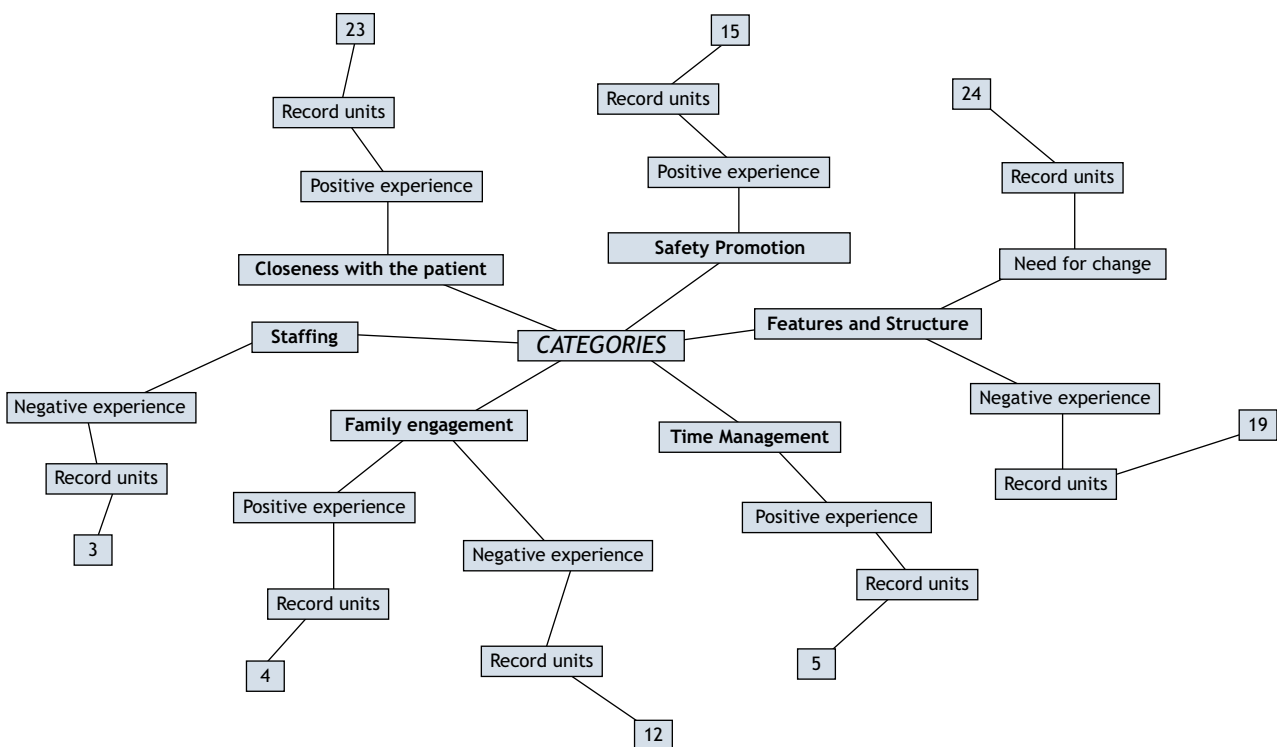 23
15
24
Record units
Record units
Record units
Positive experience
Positive experience
Closeness with the patient
Safety Promotion
Need for change
Staffing
CATEGORIES
Features and Structure
Negative experience
Family engagement
Time Management
Negative experience
19
Record units
Positive experience
Record units
Positive experience
3
Negative experience
Record units
Record units
4
Record units
5
12